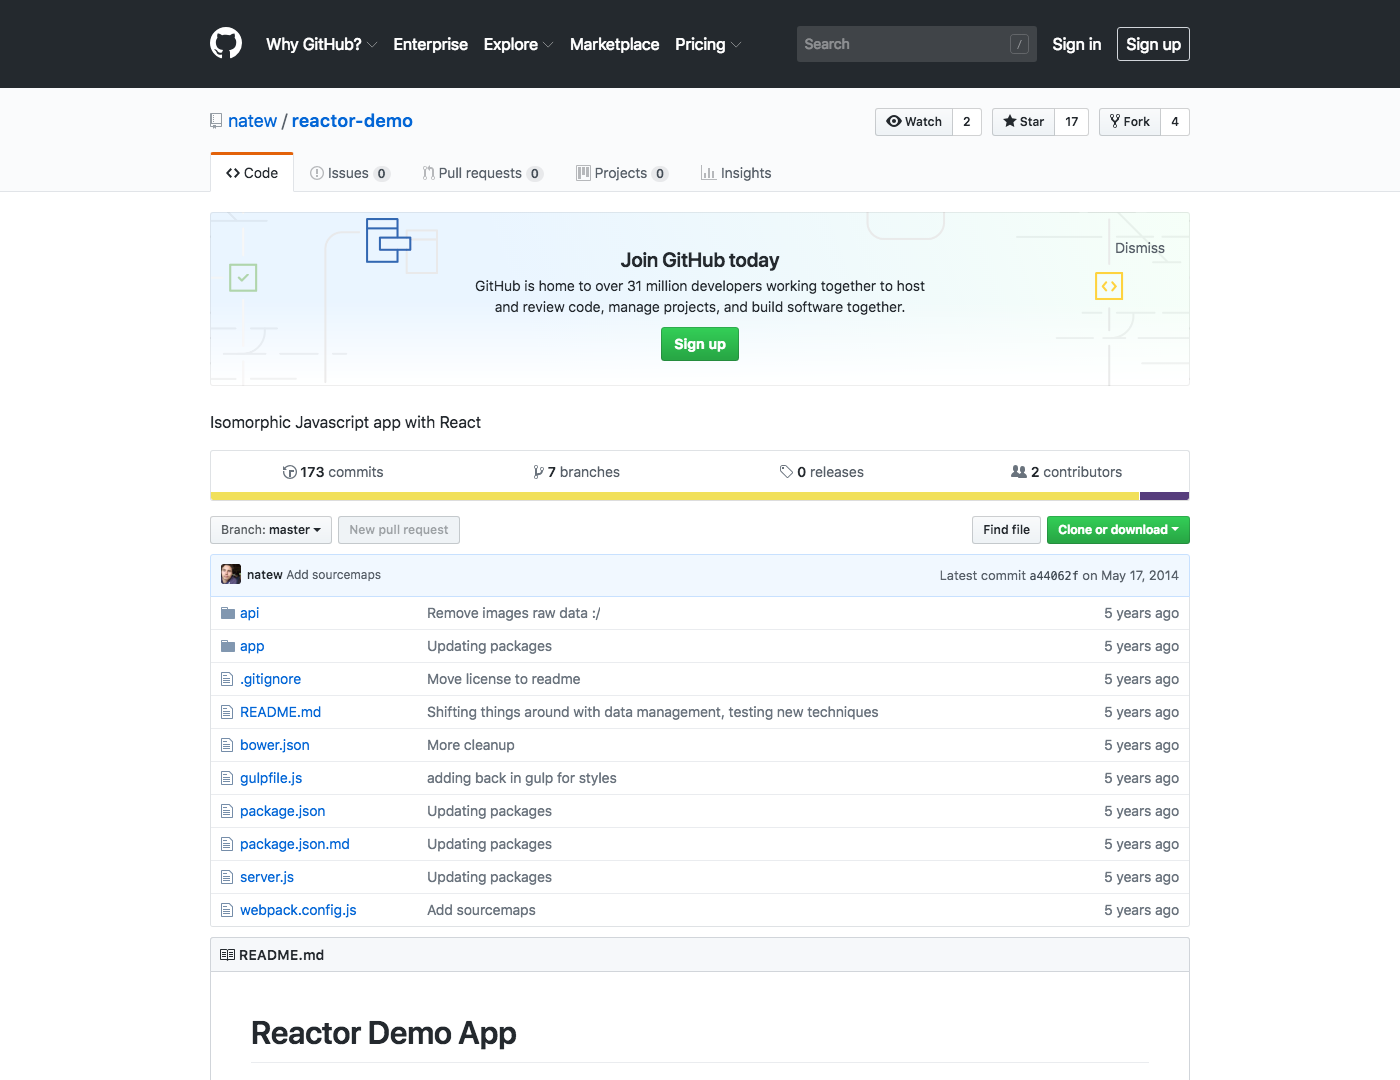 Why GitHub? Enterprise Explore Marketplace Pricing Search / Sign in Sign up
natew / reactor-demo Watch 2 Star 17 Fork 4
Code Issues 0 Pull requests 0 Projects 0 Insights
Dismiss
Join GitHub today
GitHub is home to over 31 million developers working together to host
and review code, manage projects, and build software together.
Sign up
Isomorphic Javascript app with React
173 commits 7 branches 0 releases 2 contributors
Branch: master New pull request Find file Clone or download
natew Add sourcemaps Latest commit a44062f on May 17, 2014
api Remove images raw data :/ 5 years ago
app Updating packages 5 years ago
.gitignore Move license to readme 5 years ago
README.md Shifting things around with data management, testing new techniques 5 years ago
bower.json More cleanup 5 years ago
gulpfile.js adding back in gulp for styles 5 years ago
package.json Updating packages 5 years ago
package.json.md Updating packages 5 years ago
server.js Updating packages 5 years ago
webpack.config.js Add sourcemaps 5 years ago
README.md
Reactor Demo App